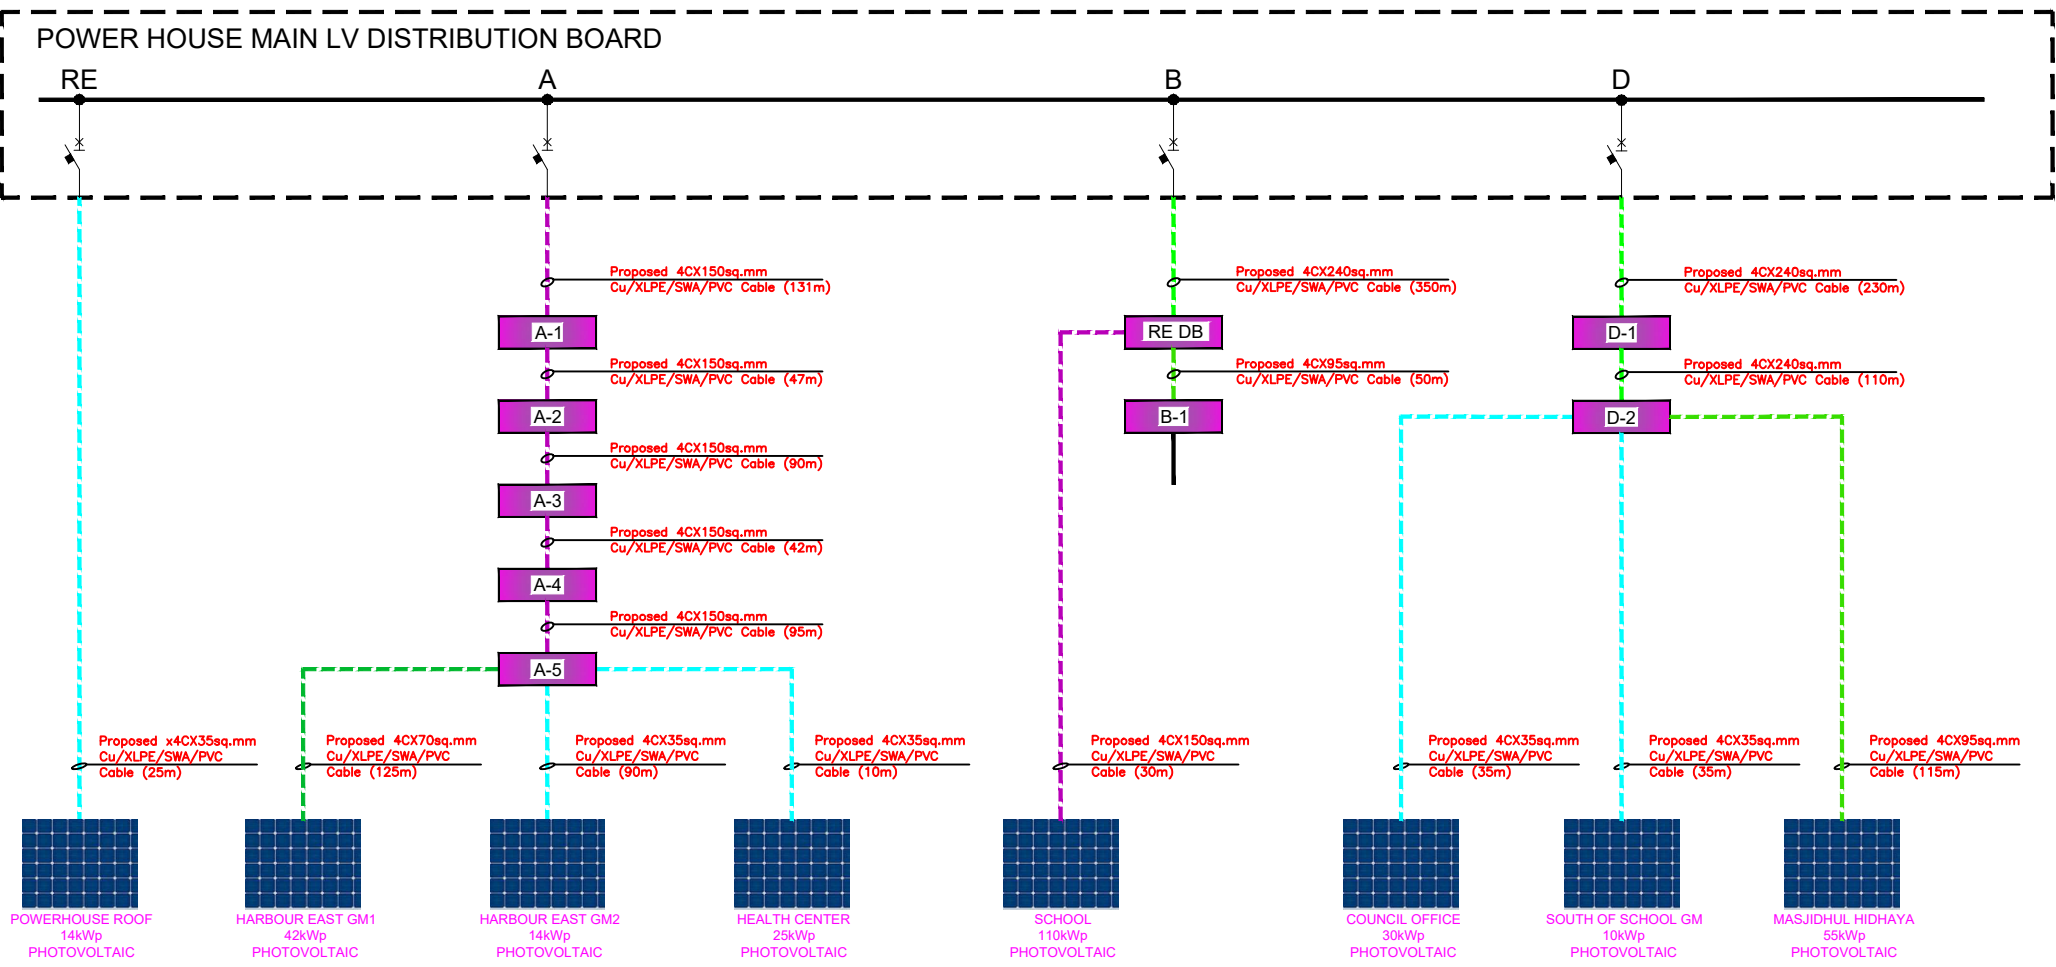 POWER HOUSE MAIN LV DISTRIBUTION BOARD
RE
A
B
D
Proposed 4CX150sq.mm
Cu/XLPE/SWA/PVC Cable (131m)
Proposed 4CX240sq.mm
Cu/XLPE/SWA/PVC Cable (350m)
Proposed 4CX240sq.mm
Cu/XLPE/SWA/PVC Cable (230m)
A-1
RE DB
D-1
Proposed 4CX150sq.mm
Cu/XLPE/SWA/PVC Cable (47m)
Proposed 4CX95sq.mm
Cu/XLPE/SWA/PVC Cable (50m)
Proposed 4CX240sq.mm
Cu/XLPE/SWA/PVC Cable (110m)
A-2
B-1
D-2
Proposed 4CX150sq.mm
Cu/XLPE/SWA/PVC Cable (90m)
A-3
Proposed 4CX150sq.mm
Cu/XLPE/SWA/PVC Cable (42m)
A-4
Proposed 4CX150sq.mm
Cu/XLPE/SWA/PVC Cable (95m)
A-5
Proposed x4CX35sq.mm
Cu/XLPE/SWA/PVC
Cable (25m)
Proposed 4CX70sq.mm
Cu/XLPE/SWA/PVC
Cable (125m)
Proposed 4CX35sq.mm
Cu/XLPE/SWA/PVC
Cable (90m)
Proposed 4CX35sq.mm
Cu/XLPE/SWA/PVC
Cable (10m)
Proposed 4CX150sq.mm
Cu/XLPE/SWA/PVC
Cable (30m)
Proposed 4CX35sq.mm
Cu/XLPE/SWA/PVC
Cable (35m)
Proposed 4CX35sq.mm
Cu/XLPE/SWA/PVC
Cable (35m)
Proposed 4CX95sq.mm
Cu/XLPE/SWA/PVC
Cable (115m)
POWERHOUSE ROOF
14kWp
PHOTOVOLTAIC
HARBOUR EAST GM1
42kWp
PHOTOVOLTAIC
HARBOUR EAST GM2
14kWp
PHOTOVOLTAIC
HEALTH CENTER
25kWp
PHOTOVOLTAIC
SCHOOL
110kWp
PHOTOVOLTAIC
COUNCIL OFFICE
30kWp
PHOTOVOLTAIC
SOUTH OF SCHOOL GM
10kWp
PHOTOVOLTAIC
MASJIDHUL HIDHAYA
55kWp
PHOTOVOLTAIC